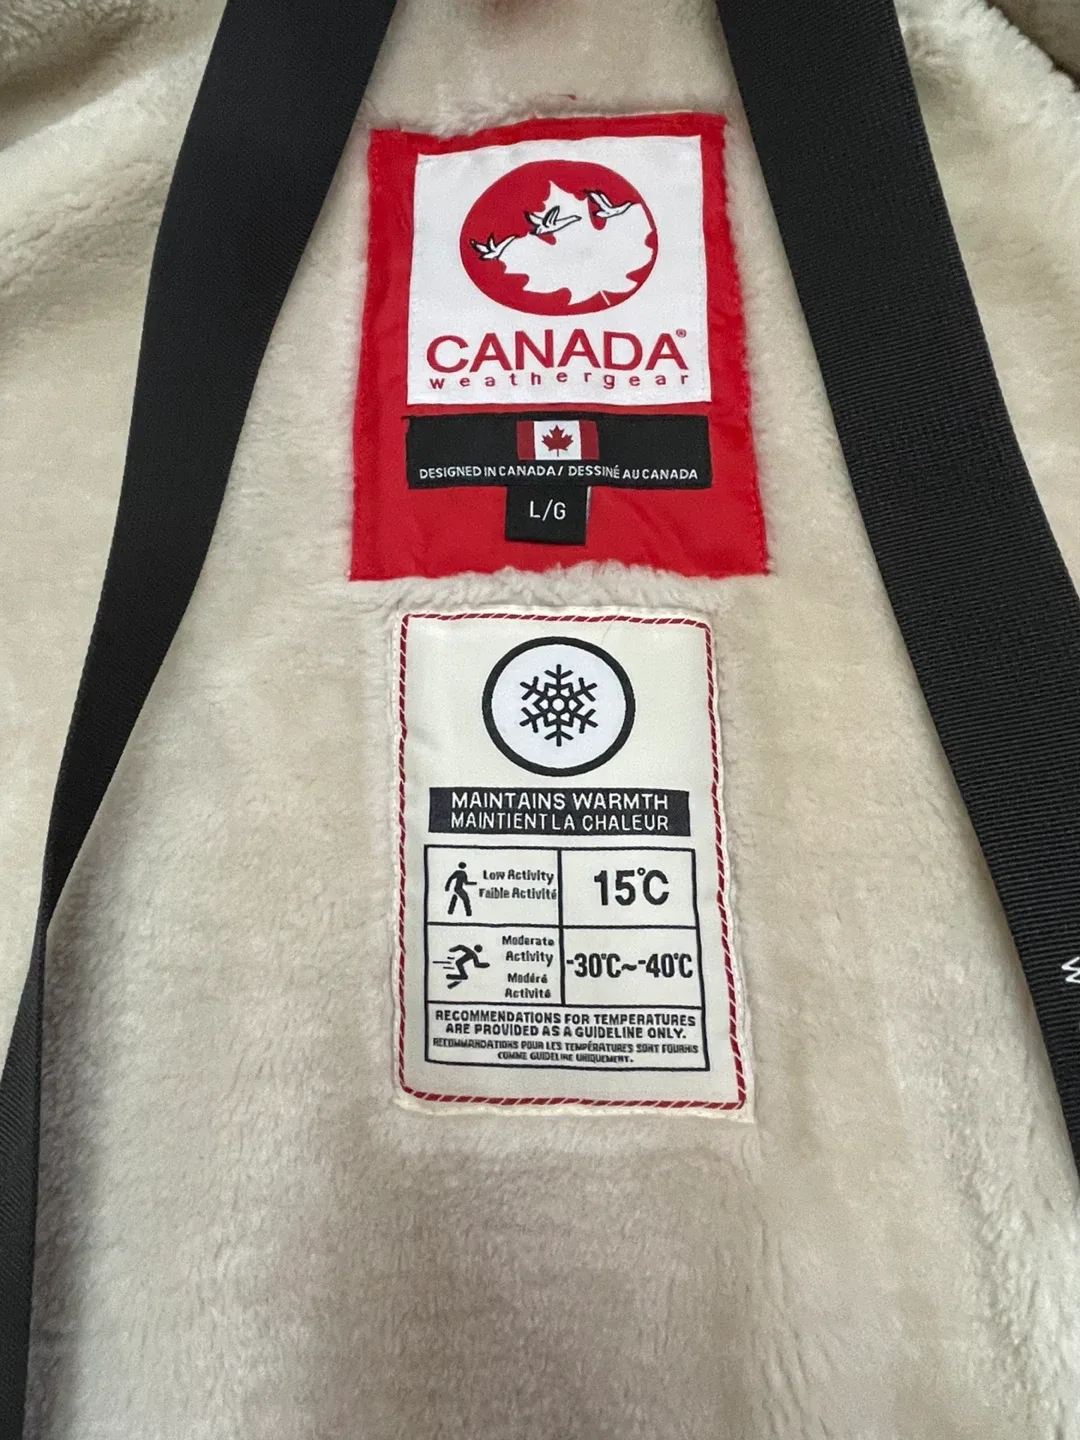 CANADA®
weathergear
DESIGNED IN CANADA / DESSINÉ AU CANADA
L/G
MAINTAINS WARMTH
MAINTIENT LA CHALEUR
Low Activity
Faible Activité
15°C
Moderate
Activity
Modéré
Activité
-30°C~-40°C
RECOMMENDATIONS FOR TEMPERATURES
ARE PROVIDED AS A GUIDELINE ONLY.
RECOMMANDATIONS POUR LES TEMPÉRATURES SONT FOURNIS
COMME GUIDELINE UNIQUEMENT.